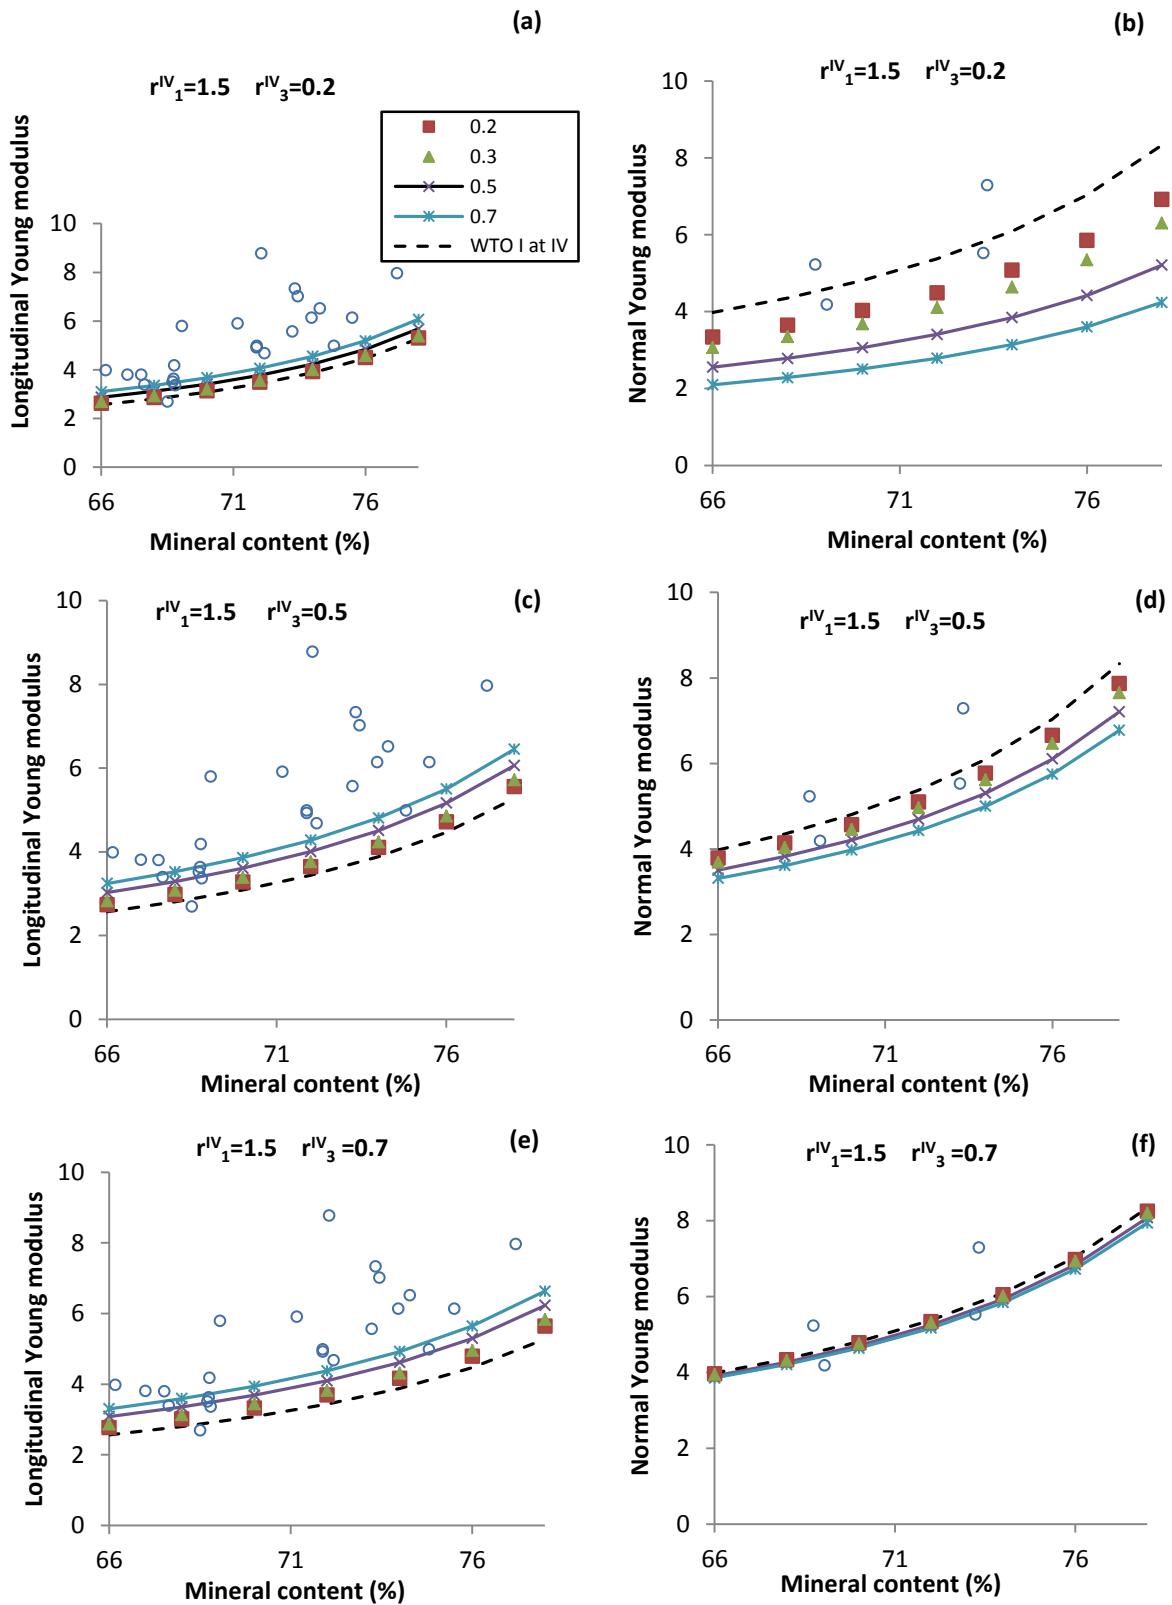 (a)
r^IV_1=1.5 r^IV_3=0.2
0.2
0.3
0.5
0.7
WTO I at IV
Longitudinal Young modulus
10
8
6
4
2
0
66 71 76
Mineral content (%)
(b)
r^IV_1=1.5 r^IV_3=0.2
Normal Young modulus
10
8
6
4
2
0
66 71 76
Mineral content (%)
(c)
r^IV_1=1.5 r^IV_3=0.5
Longitudinal Young modulus
10
8
6
4
2
0
66 71 76
Mineral content (%)
(d)
r^IV_1=1.5 r^IV_3=0.5
Normal Young modulus
10
8
6
4
2
0
66 71 76
Mineral content (%)
(e)
r^IV_1=1.5 r^IV_3 =0.7
Longitudinal Young modulus
10
8
6
4
2
0
66 71 76
Mineral content (%)
(f)
r^IV_1=1.5 r^IV_3 =0.7
Normal Young modulus
10
8
6
4
2
0
66 71 76
Mineral content (%)